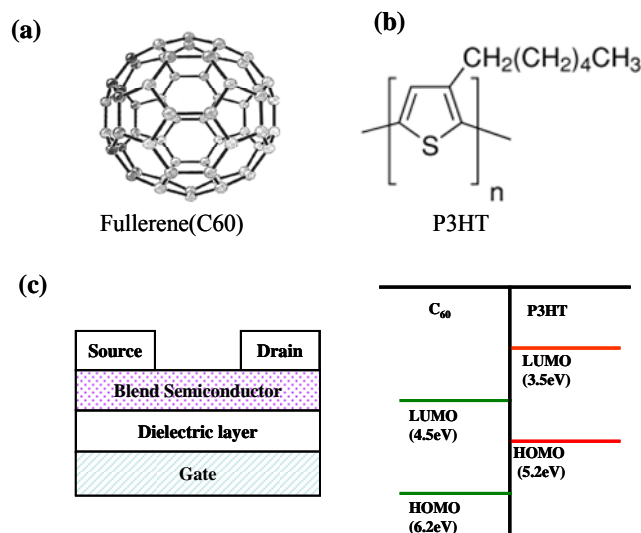 (a)
(b)
CH2(CH2)4CH3
S
n
Fullerene(C60)
P3HT
(c)
Source
Drain
Blend Semiconductor
Dielectric layer
Gate
C60
P3HT
LUMO
(3.5eV)
LUMO
(4.5eV)
HOMO
(5.2eV)
HOMO
(6.2eV)